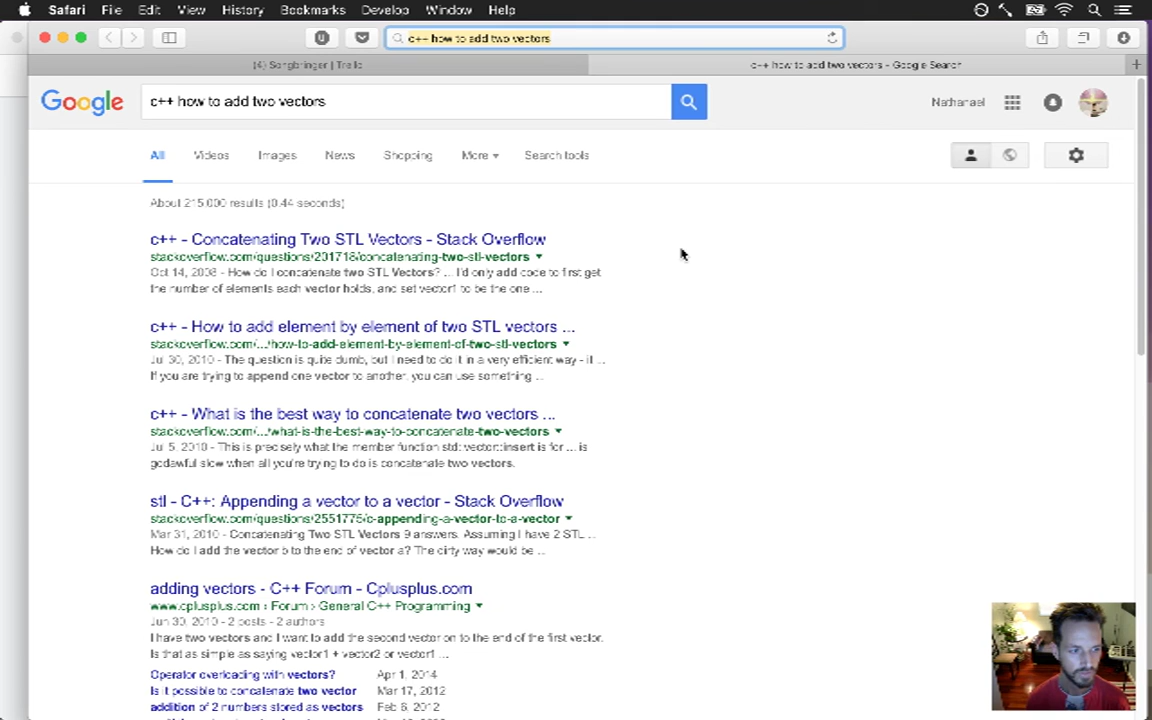 Safari File Edit View History Bookmarks Develop Window Help
c++ how to add two vectors
(4) Songbringer | Trello
c++ how to add two vectors - Google Search
Google
c++ how to add two vectors
Nathanael
All Videos Images News Shopping More Search tools
About 215,000 results (0.44 seconds)
c++ - Concatenating Two STL Vectors - Stack Overflow
stackoverflow.com/questions/201718/concatenating-two-stl-vectors
Oct 14, 2008 - How do I concatenate two STL Vectors? ... I'd only add code to first get
the number of elements each vector holds, and set vector1 to be the one ...
c++ - How to add element by element of two STL vectors ...
stackoverflow.com/.../how-to-add-element-by-element-of-two-stl-vectors
Jul 30, 2010 - The question is quite dumb, but I need to do it in a very efficient way - it ...
If you are trying to append one vector to another, you can use something ...
c++ - What is the best way to concatenate two vectors ...
stackoverflow.com/.../what-is-the-best-way-to-concatenate-two-vectors
Jul 5, 2010 - This is precisely what the member function std::vector::insert is for ... is
godawful slow when all you're trying to do is concatenate two vectors.
stl - C++: Appending a vector to a vector - Stack Overflow
stackoverflow.com/questions/2551775/c-appending-a-vector-to-a-vector
Mar 31, 2010 - Concatenating Two STL Vectors 9 answers. Assuming I have 2 STL ...
How do I add the vector b to the end of vector a? The dirty way would be ...
adding vectors - C++ Forum - Cplusplus.com
www.cplusplus.com › Forum › General C++ Programming
Jun 30, 2010 - 2 posts - 2 authors
I have two vectors and I want to add the second vector on to the end of the first vector.
Is that as simple as saying vector1 + vector2 or vector1 ...
Operator overloading with vectors? Apr 1, 2014
Is it possible to concatenate two vector Mar 17, 2012
addition of 2 numbers stored as vectors Feb 6, 2012